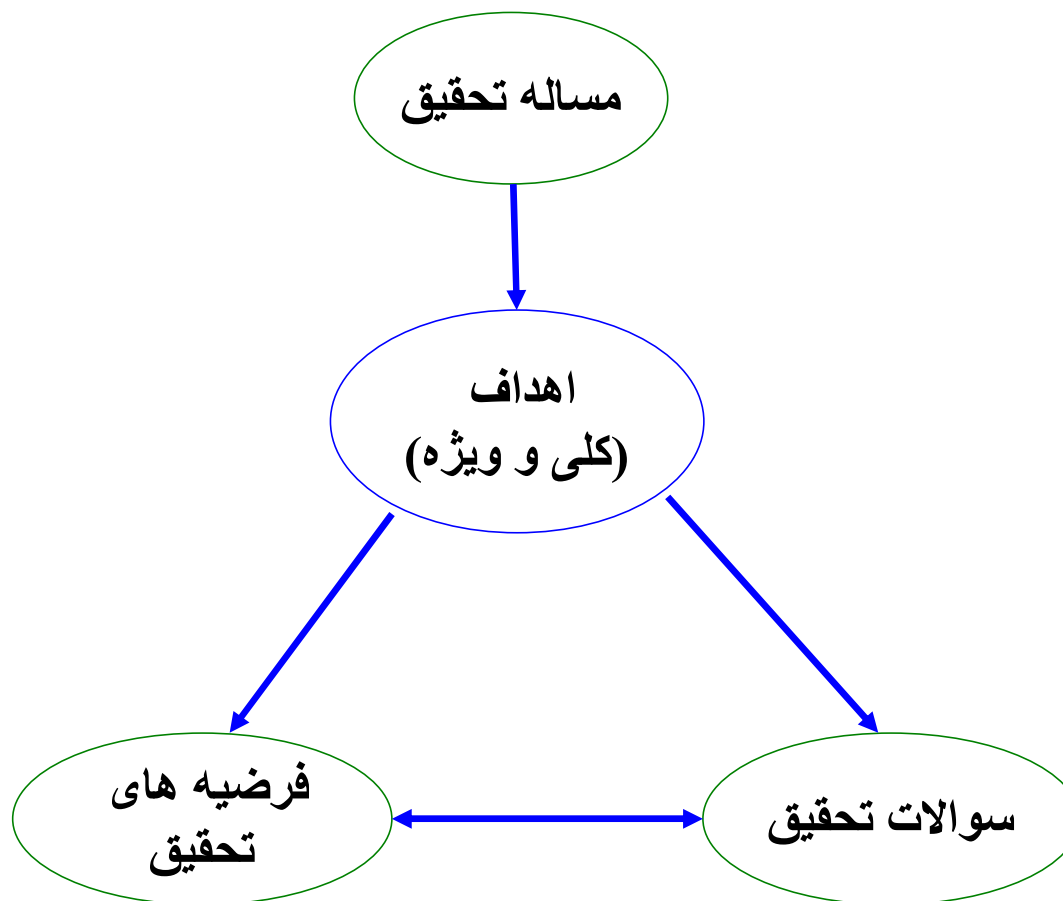 مساله تحقیق
اهداف
(کلی و ویژه)
سوالات تحقیق
فرضیه های
تحقیق